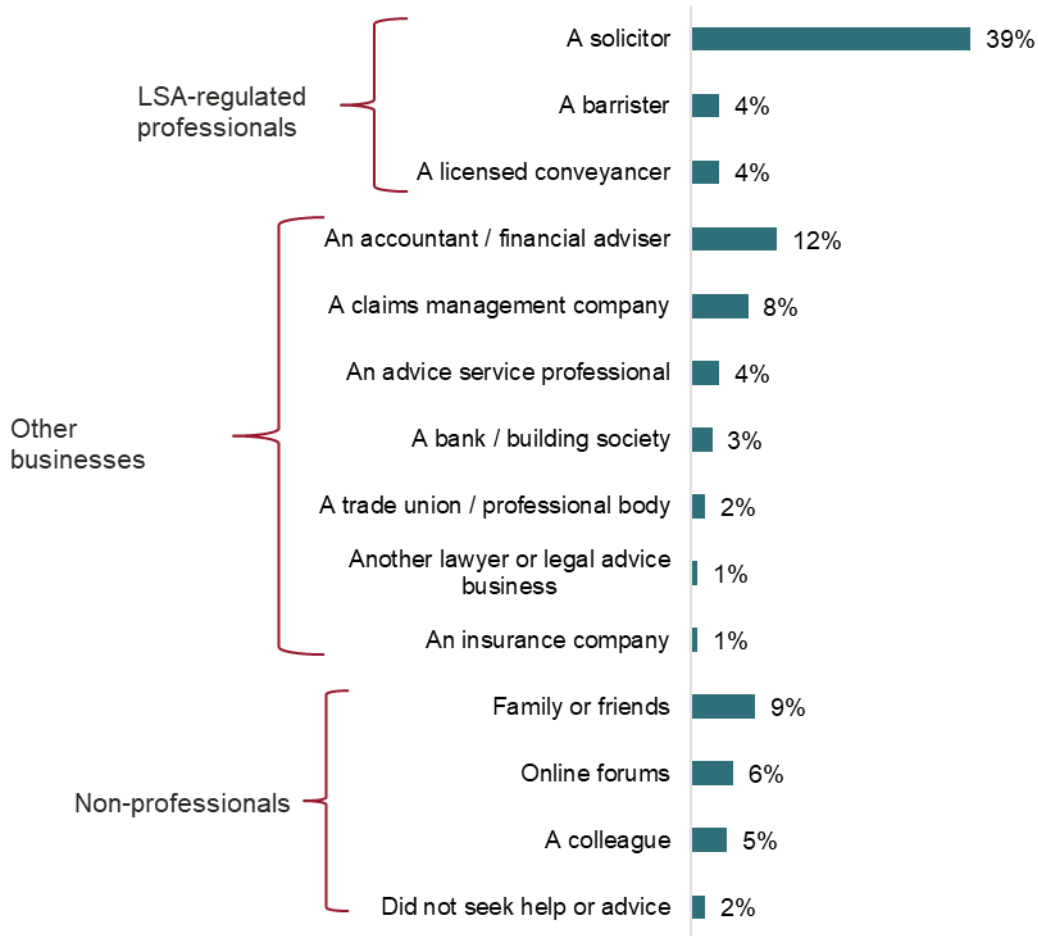 A solicitor 39%
LSA-regulated
professionals
A barrister 4%
A licensed conveyancer 4%
An accountant / financial adviser 12%
A claims management company 8%
An advice service professional 4%
Other
businesses
A bank / building society 3%
A trade union / professional body 2%
Another lawyer or legal advice
business 1%
An insurance company 1%
Family or friends 9%
Online forums 6%
Non-professionals
A colleague 5%
Did not seek help or advice 2%